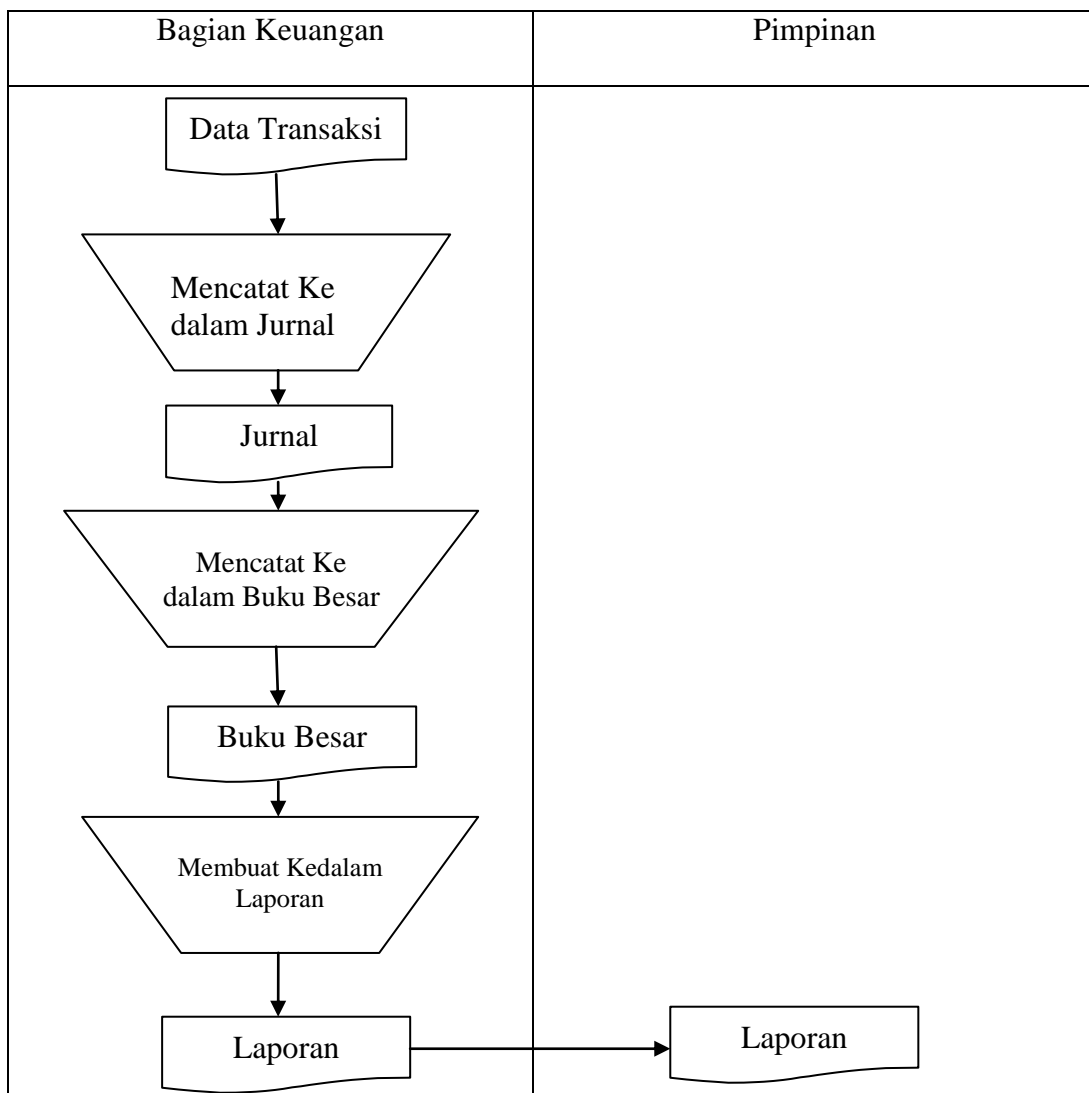 Bagian Keuangan
Pimpinan
Data Transaksi
Mencatat Ke
dalam Jurnal
Jurnal
Mencatat Ke
dalam Buku Besar
Buku Besar
Membuat Kedalam
Laporan
Laporan
Laporan